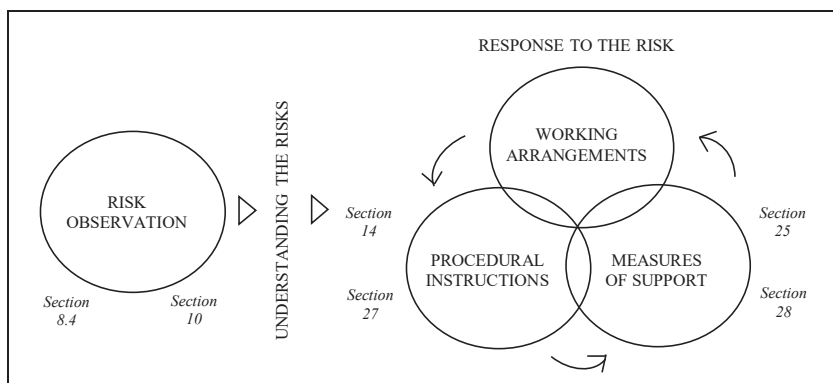 RISK
OBSERVATION
Section
8.4
Section
10
UNDERSTANDING THE RISKS
RESPONSE TO THE RISK
WORKING
ARRANGEMENTS
Section
14
PROCEDURAL
INSTRUCTIONS
Section
27
MEASURES
OF SUPPORT
Section
25
Section
28